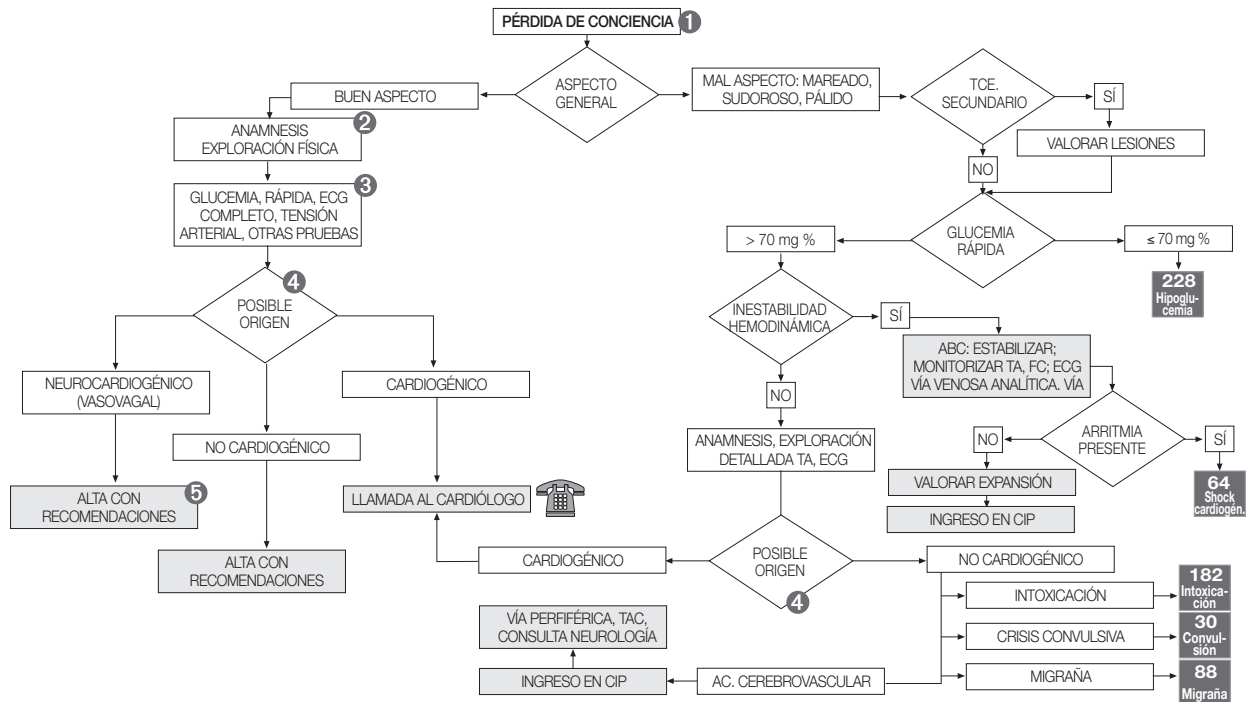 PÉRDIDA DE CONCIENCIA 1
ASPECTO
GENERAL
BUEN ASPECTO
MAL ASPECTO: MAREADO,
SUDOROSO, PÁLIDO
TCE.
SECUNDARIO
SÍ
VALORAR LESIONES
NO
2
ANAMNESIS
EXPLORACIÓN FÍSICA
3
GLUCEMIA, RÁPIDA, ECG
COMPLETO, TENSIÓN
ARTERIAL, OTRAS PRUEBAS
GLUCEMIA
RÁPIDA
> 70 mg %
≤ 70 mg %
228
Hipoglu-
cemia
4
POSIBLE
ORIGEN
NEUROCARDIOGÉNICO
(VASOVAGAL)
NO CARDIOGÉNICO
CARDIOGÉNICO
5
ALTA CON
RECOMENDACIONES
ALTA CON
RECOMENDACIONES
LLAMADA AL CARDIÓLOGO
INESTABILIDAD
HEMODINÁMICA
SÍ
ABC: ESTABILIZAR;
MONITORIZAR TA, FC; ECG
VÍA VENOSA ANALÍTICA. VÍA
NO
ANAMNESIS, EXPLORACIÓN
DETALLADA TA, ECG
ARRITMIA
PRESENTE
NO
SÍ
VALORAR EXPANSIÓN
INGRESO EN CIP
64
Shock
cardiogén.
POSIBLE
ORIGEN
4
CARDIOGÉNICO
NO CARDIOGÉNICO
INTOXICACIÓN
182
Intoxica-
ción
CRISIS CONVULSIVA
30
Convul-
sión
MIGRAÑA
88
Migraña
AC. CEREBROVASCULAR
INGRESO EN CIP
VÍA PERFIFÉRICA, TAC,
CONSULTA NEUROLOGÍA